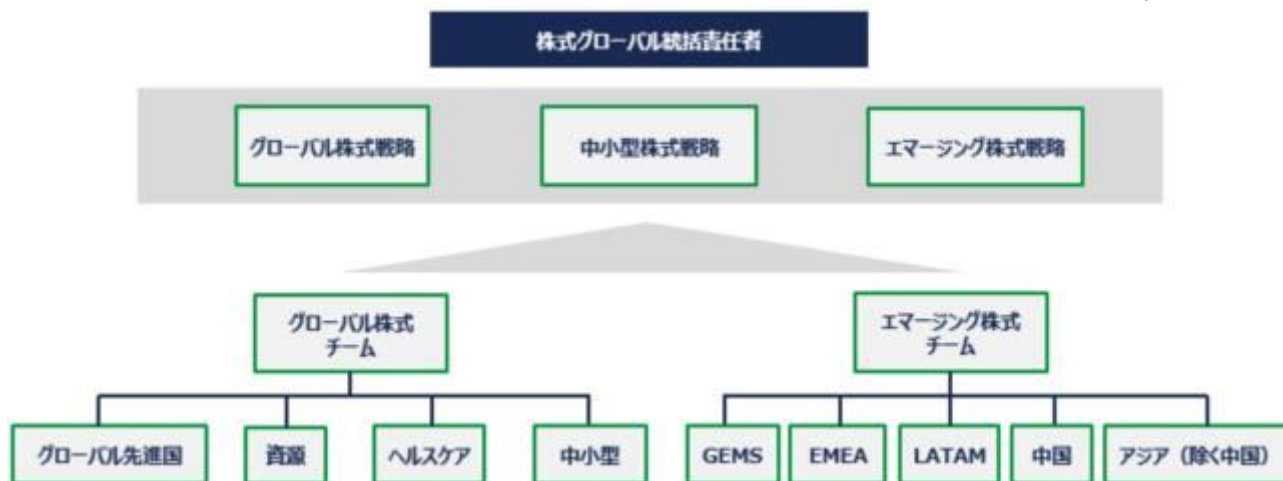 株式グローバル統括責任者
グローバル株式戦略
中小型株式戦略
エマージング株式戦略
グローバル株式
チーム
エマージング株式
チーム
グローバル先進国
資源
ヘルスケア
中小型
GEMS
EMEA
LATAM
中国
アジア（除く中国）